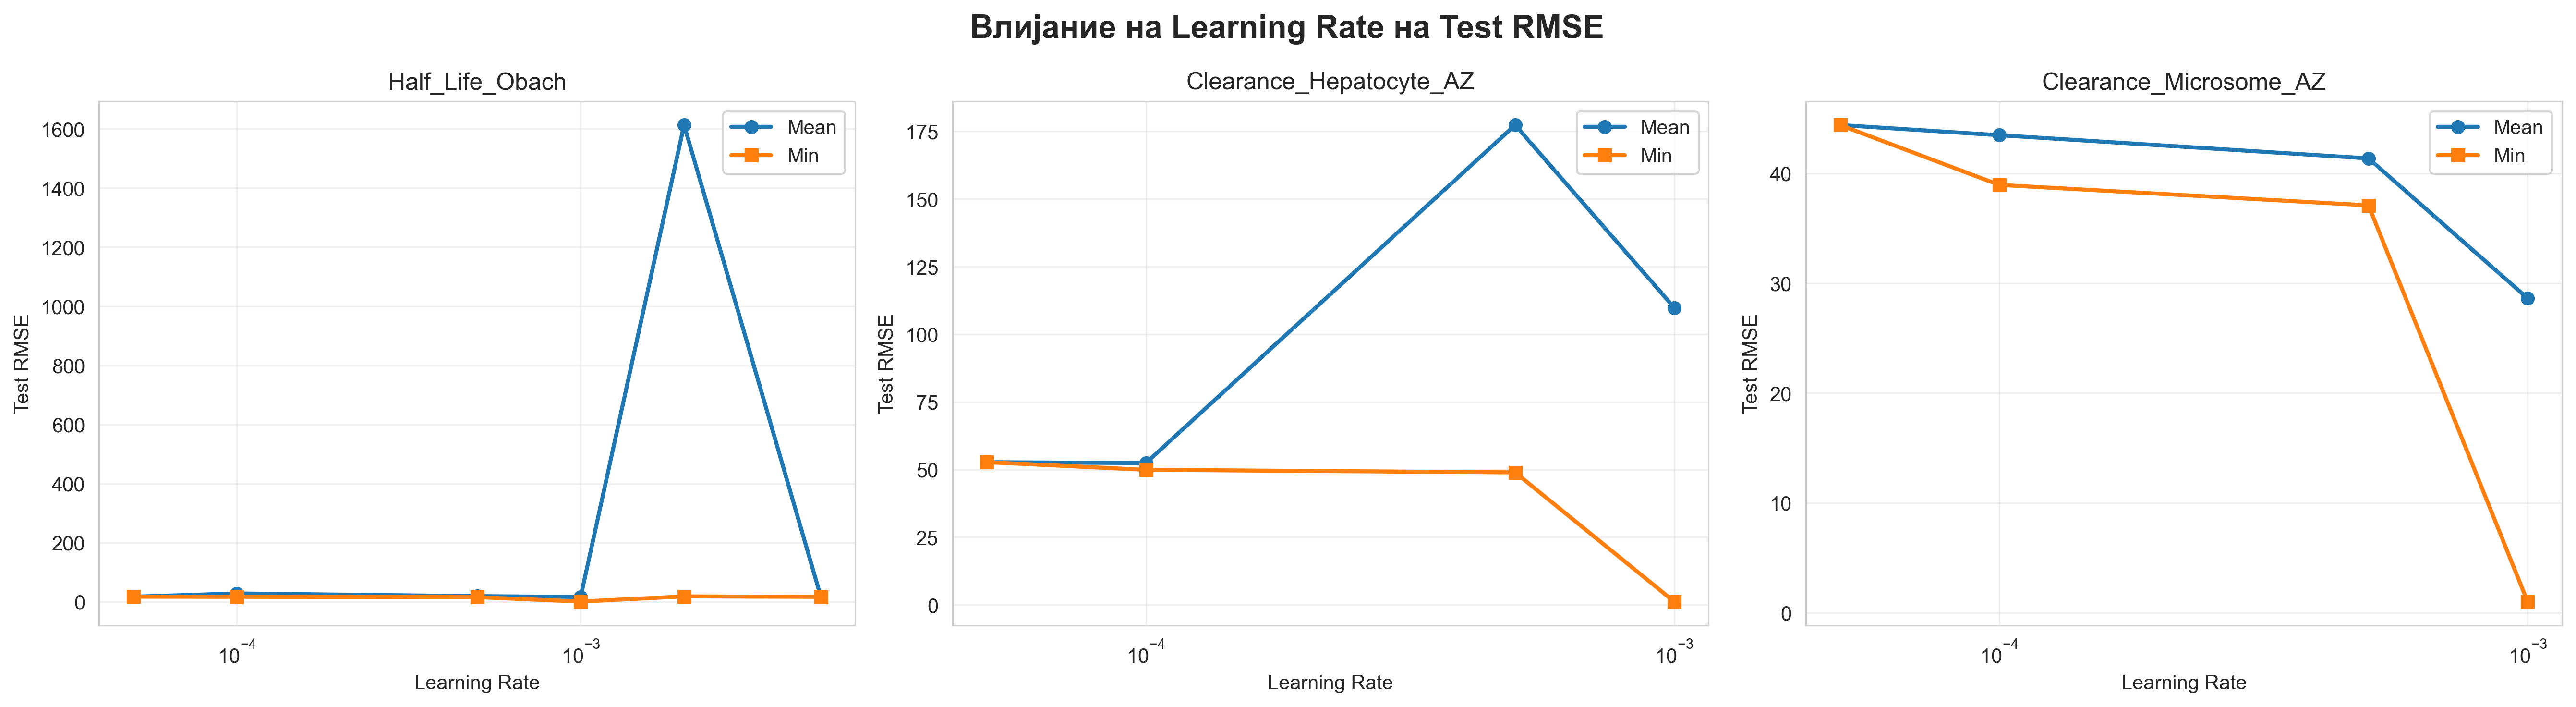 Влијание на Learning Rate на Test RMSE
Half_Life_Obach
Test RMSE
1600
1400
1200
1000
800
600
400
200
0
Mean
Min
10⁻⁴
10⁻³
Learning Rate
Clearance_Hepatocyte_AZ
Test RMSE
175
150
125
100
75
50
25
0
Mean
Min
10⁻⁴
10⁻³
Learning Rate
Clearance_Microsome_AZ
Test RMSE
40
30
20
10
0
Mean
Min
10⁻⁴
10⁻³
Learning Rate